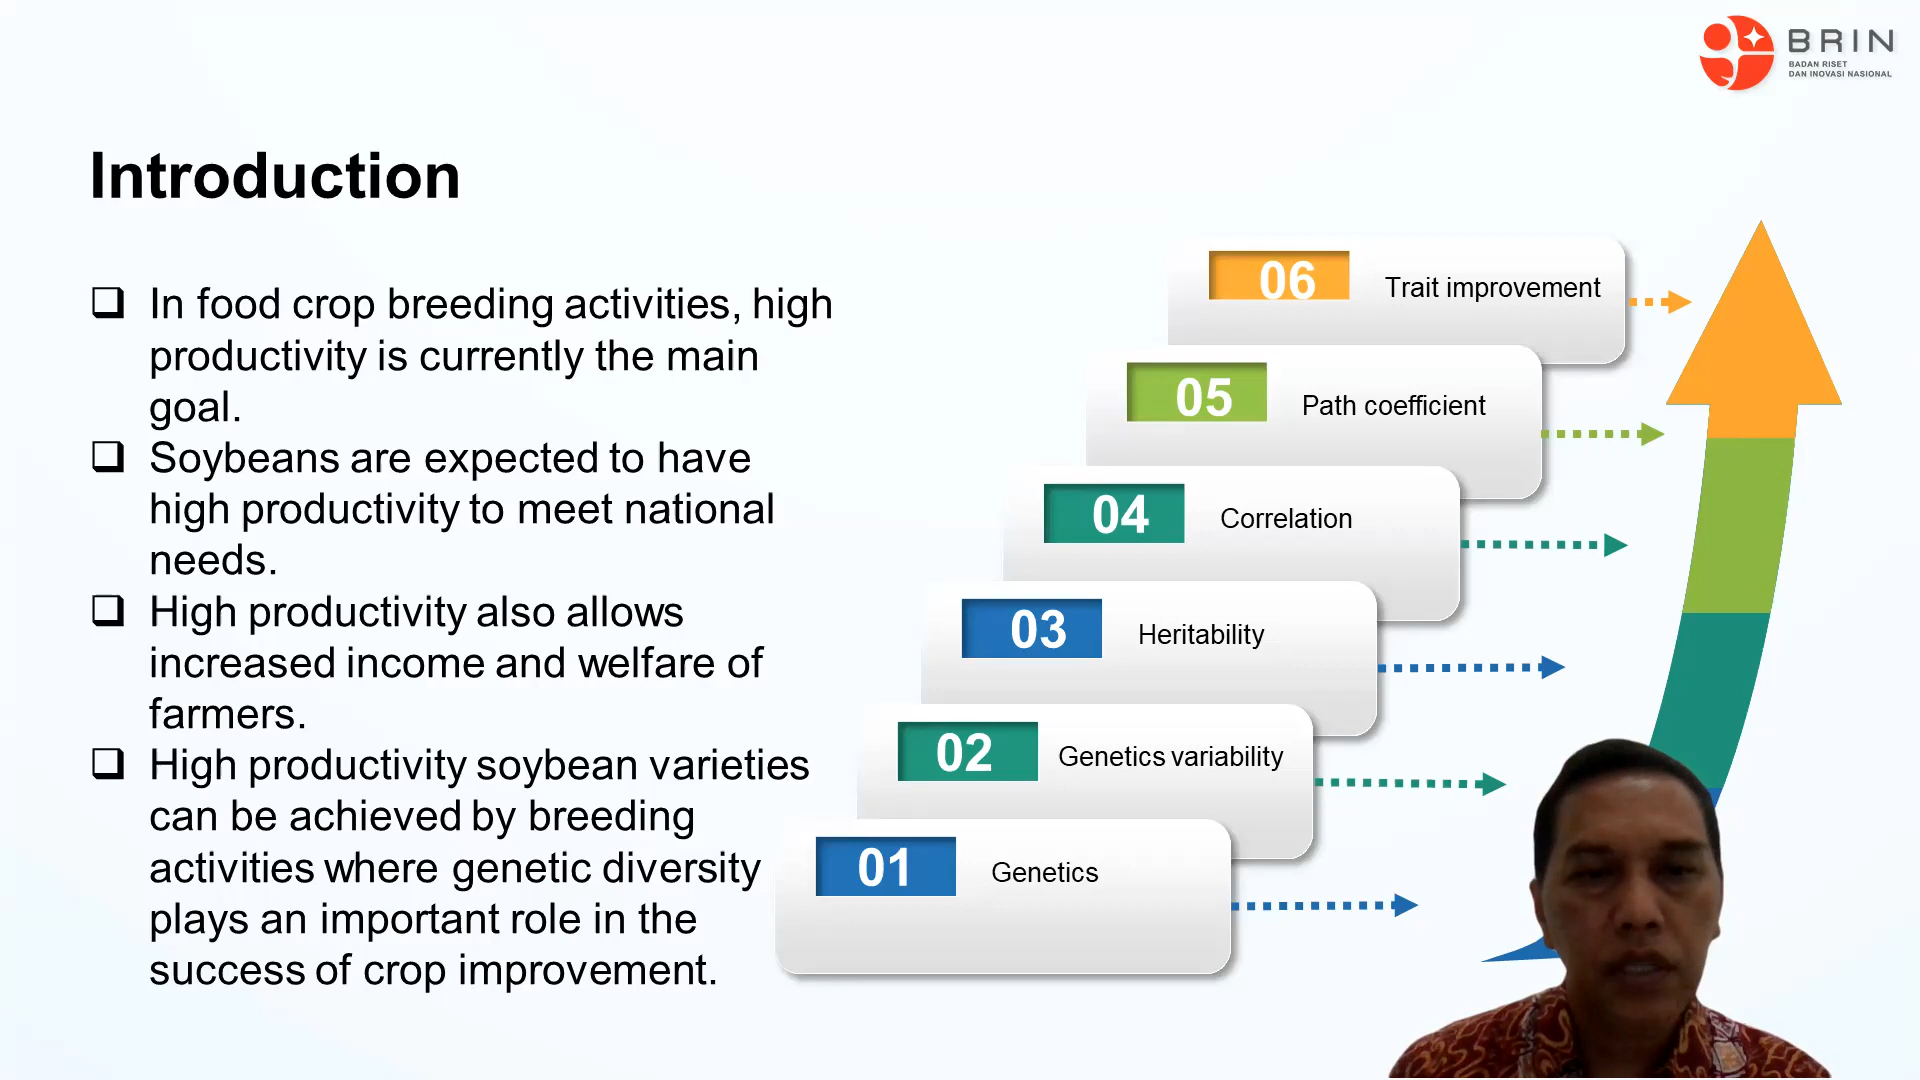 BRIN
BADAN RISET
DAN INOVASI NASIONAL
Introduction
❑ In food crop breeding activities, high
productivity is currently the main
goal.
❑ Soybeans are expected to have
high productivity to meet national
needs.
❑ High productivity also allows
increased income and welfare of
farmers.
❑ High productivity soybean varieties
can be achieved by breeding
activities where genetic diversity
plays an important role in the
success of crop improvement.
06 Trait improvement
05 Path coefficient
04 Correlation
03 Heritability
02 Genetics variability
01 Genetics